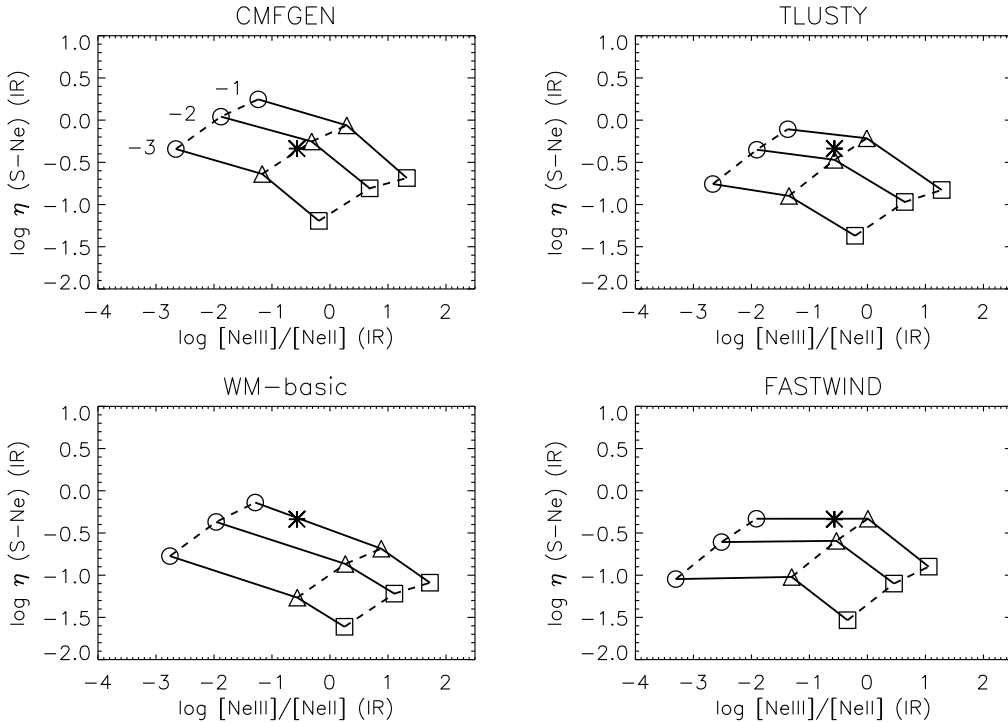 CMFGEN
1.0
0.5
0.0
−0.5
−1.0
−1.5
−2.0
log η (S−Ne) (IR)
−1
−2
−3
−4 −3 −2 −1 0 1 2
log [NeIII]/[NeII] (IR)
TLUSTY
1.0
0.5
0.0
−0.5
−1.0
−1.5
−2.0
log η (S−Ne) (IR)
−4 −3 −2 −1 0 1 2
log [NeIII]/[NeII] (IR)
WM−basic
1.0
0.5
0.0
−0.5
−1.0
−1.5
−2.0
log η (S−Ne) (IR)
−4 −3 −2 −1 0 1 2
log [NeIII]/[NeII] (IR)
FASTWIND
1.0
0.5
0.0
−0.5
−1.0
−1.5
−2.0
log η (S−Ne) (IR)
−4 −3 −2 −1 0 1 2
log [NeIII]/[NeII] (IR)